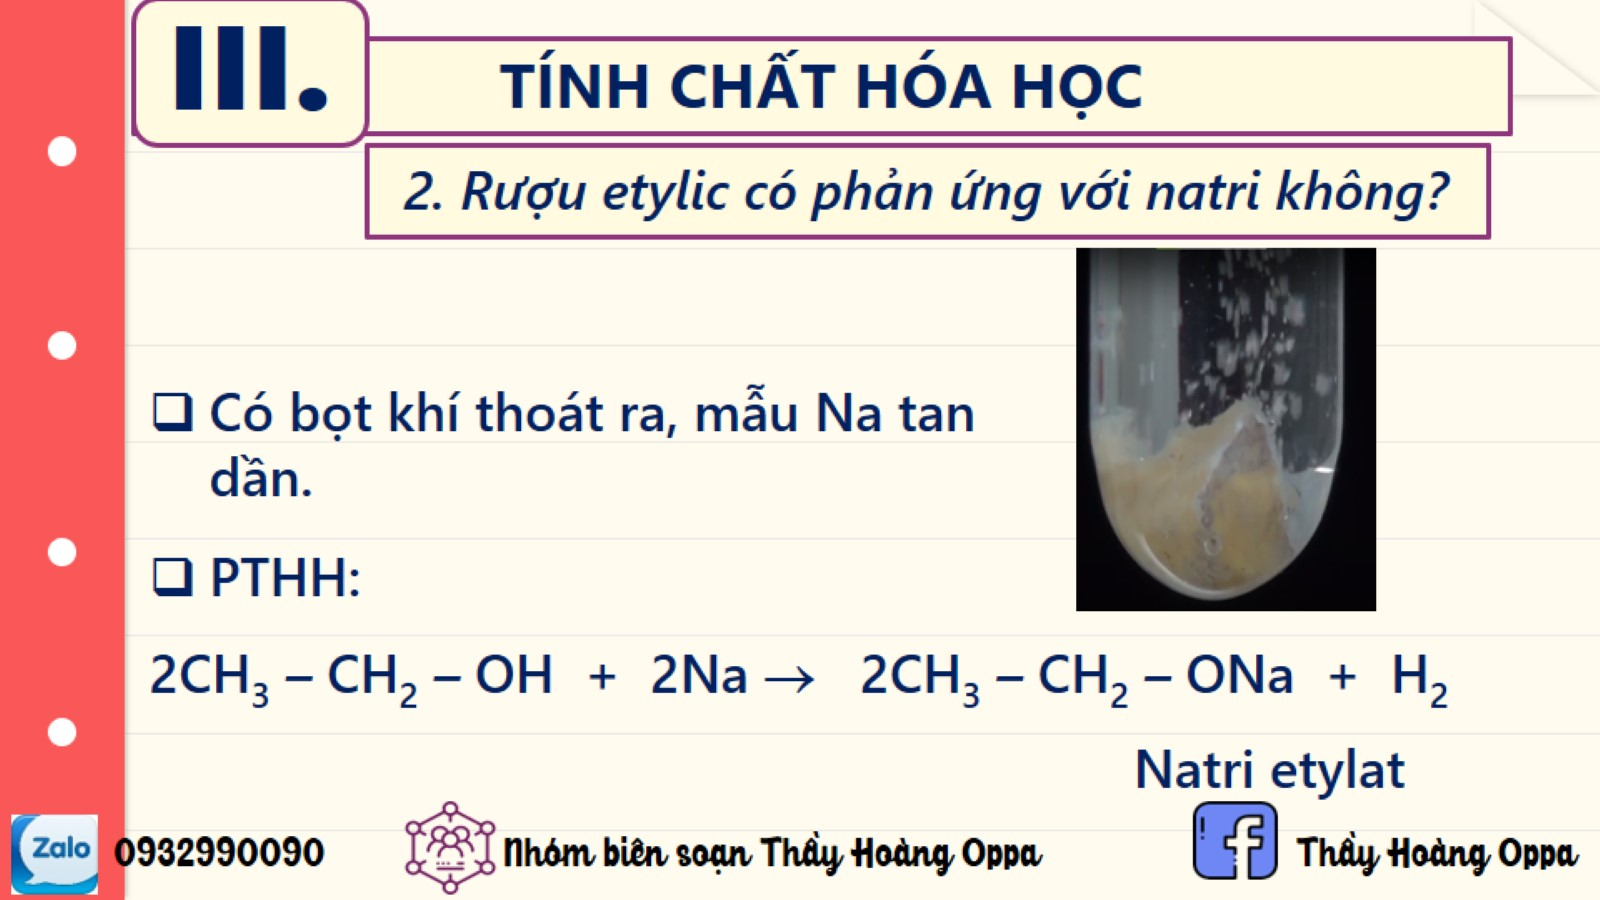 III.
TÍNH CHẤT HÓA HỌC
2. Rượu etylic có phản ứng với natri không?
❑ Có bọt khí thoát ra, mẫu Na tan
dần.
❑ PTHH:
2CH₃ – CH₂ – OH + 2Na → 2CH₃ – CH₂ – ONa + H₂
Natri etylat
Zalo 0932990090 Nhóm biên soạn Thầy Hoàng Oppa Thầy Hoàng Oppa